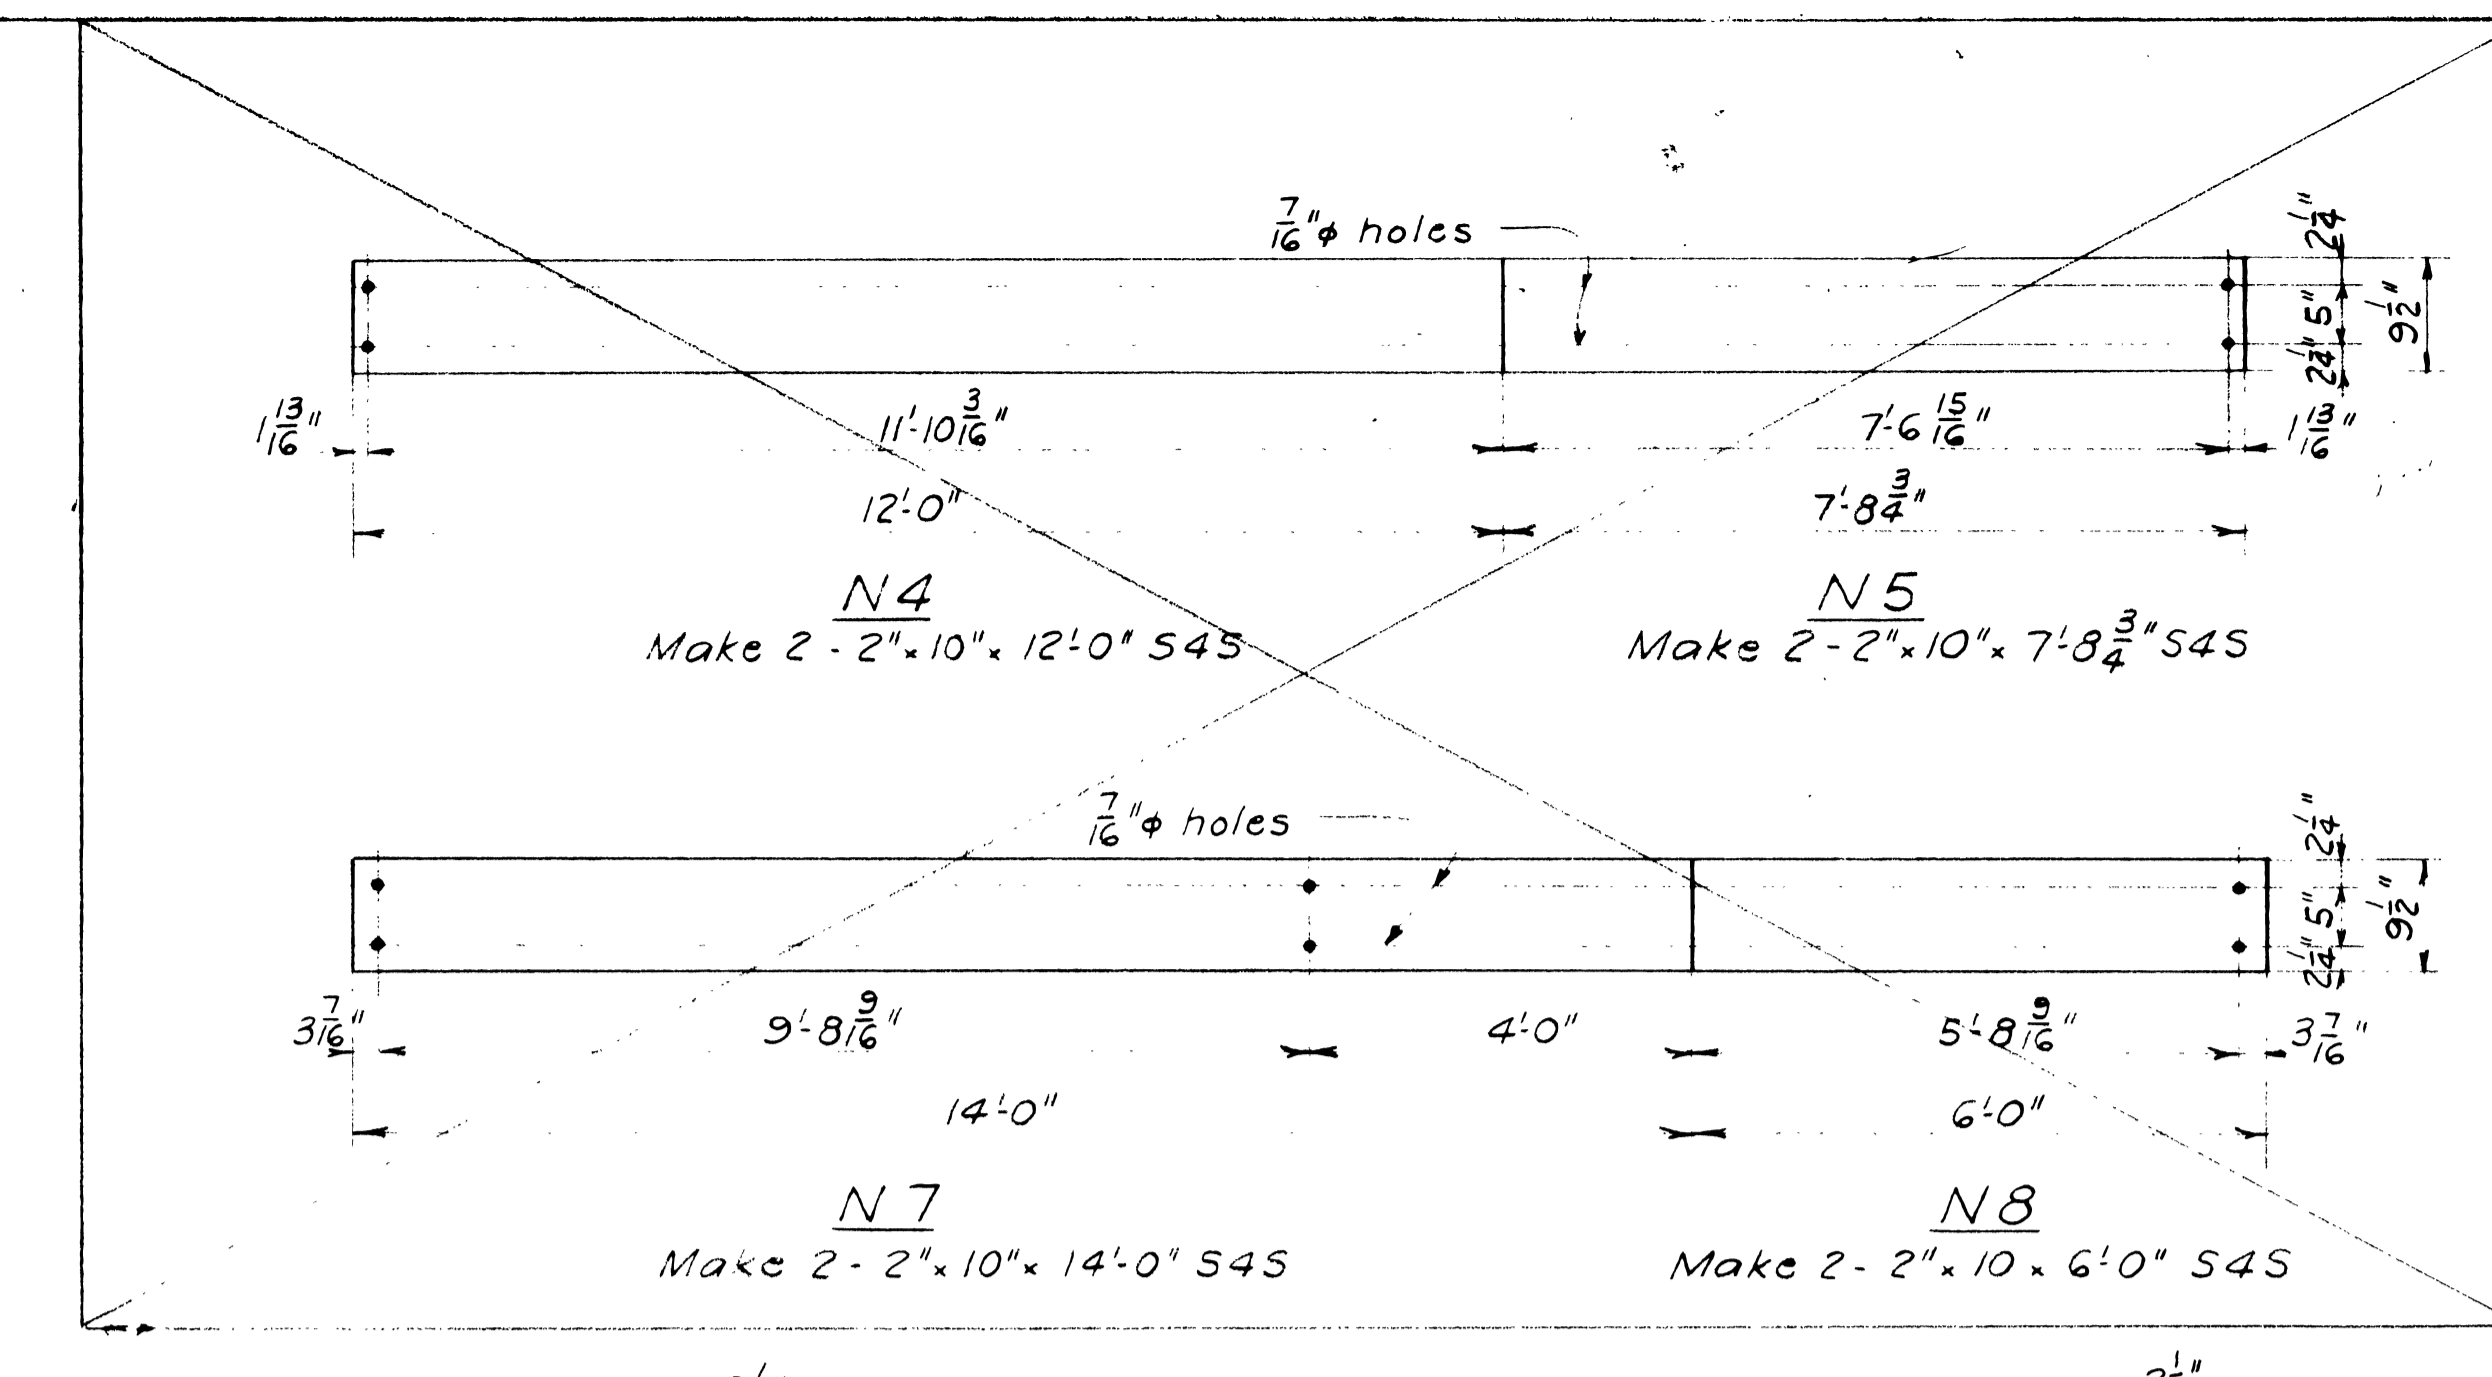 7/16"φ holes
2 1/4"
5"
2 1/4"
9 1/2"
1 13/16"
11'-10 3/16"
7'-6 15/16"
1 13/16"
12'-0"
7'-8 3/4"
N4
Make 2 - 2" x 10" x 12'-0" S4S
N5
Make 2 - 2" x 10" x 7'-8 3/4" S4S
7/16"φ holes
2 1/4"
5"
2 1/4"
9 1/2"
3 7/16"
9'-8 9/16"
4'-0"
5'-8 9/16"
3 7/16"
14'-0"
6'-0"
N7
Make 2 - 2" x 10" x 14'-0" S4S
N8
Make 2 - 2" x 10 x 6'-0" S4S